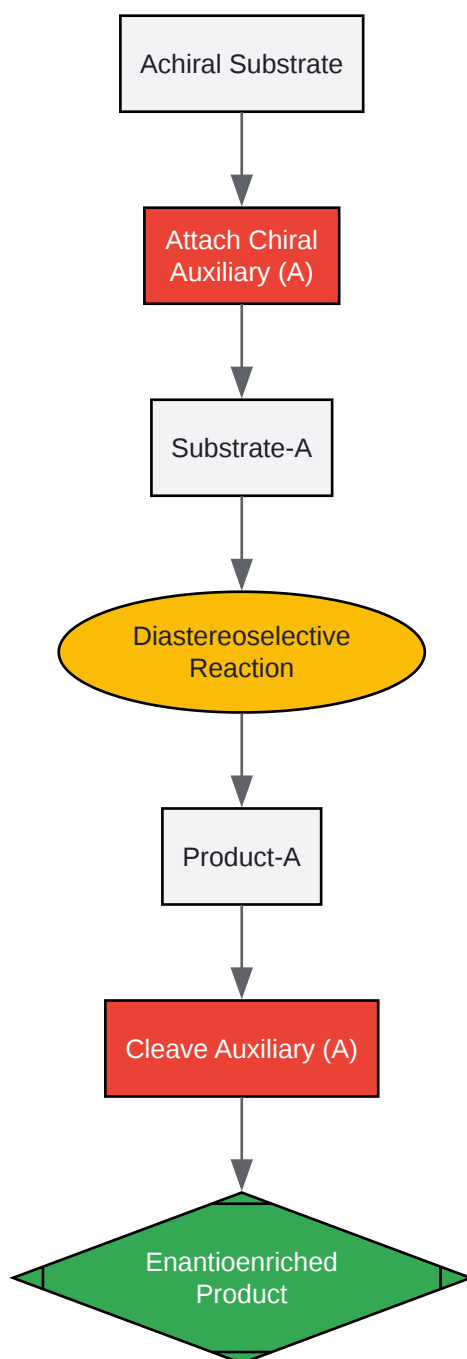 Achiral Substrate
Attach Chiral
Auxiliary (A)
Substrate-A
Diastereoselective
Reaction
Product-A
Cleave Auxiliary (A)
Enantioenriched
Product